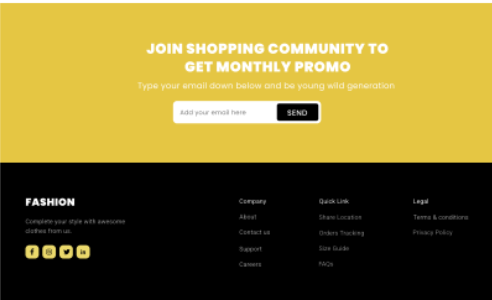 JOIN SHOPPING COMMUNITY TO
GET MONTHLY PROMO
Type your email down below and be young wild generation
Add your email here
SEND
FASHION
Complete your style with awesome
clothes from us.
Company
About
Contact us
Support
Careers
Quick Link
Share Location
Orders Tracking
Size Guide
FAQs
Legal
Terms & conditions
Privacy Policy